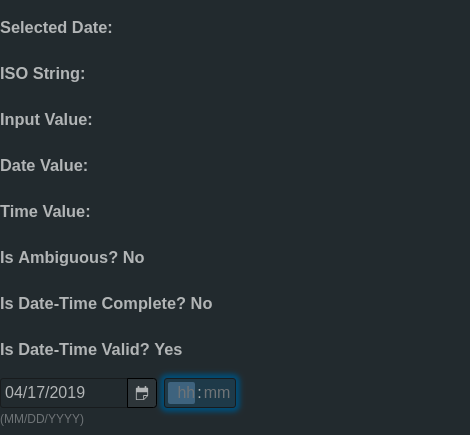 Selected Date:
ISO String:
Input Value:
Date Value:
Time Value:
Is Ambiguous? No
Is Date-Time Complete? No
Is Date-Time Valid? Yes
04/17/2019 hh:mm
(MM/DD/YYYY)